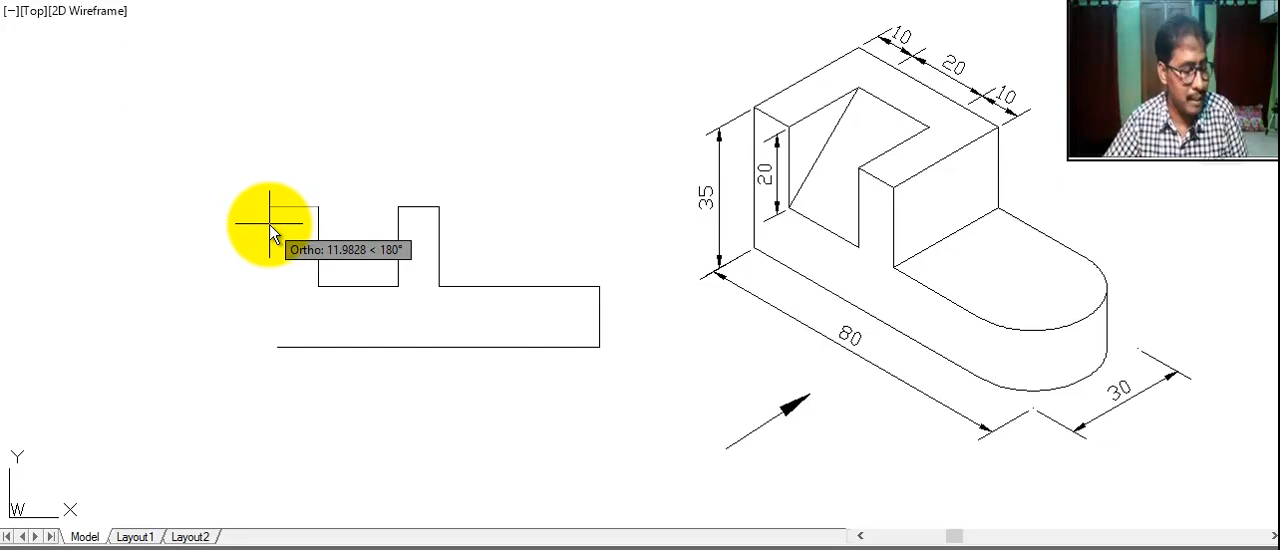 [−][Top][2D Wireframe]
10
20
10
35
20
80
30
Ortho: 11.9828 < 180°
Y
W X
Model Layout1 Layout2